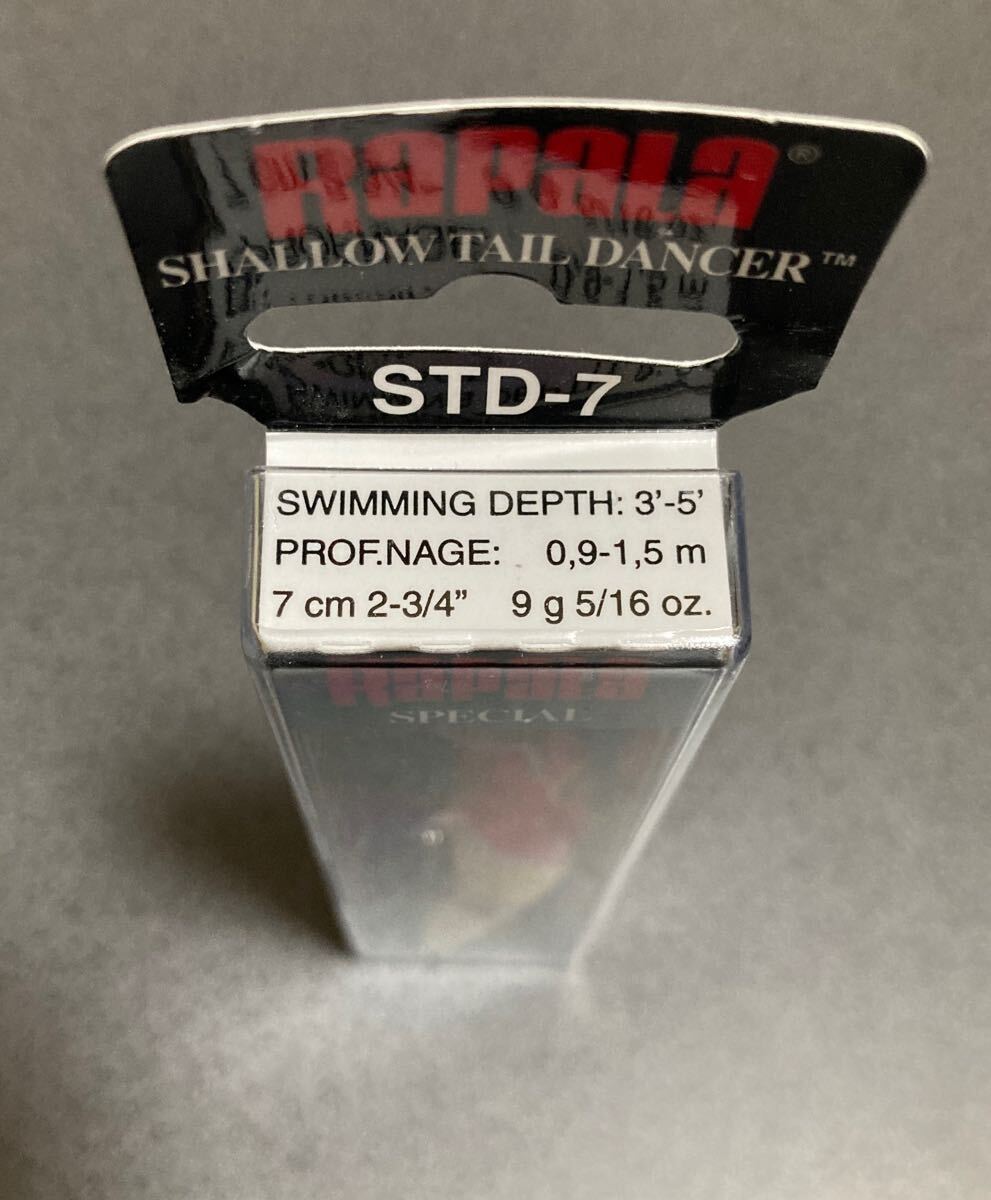 Rapala®
SHALLOW TAIL DANCER™
STD-7
SWIMMING DEPTH: 3'-5'
PROF.NAGE: 0,9-1,5 m
7 cm 2-3/4” 9 g 5/16 oz.
Rapala
SPECIAL